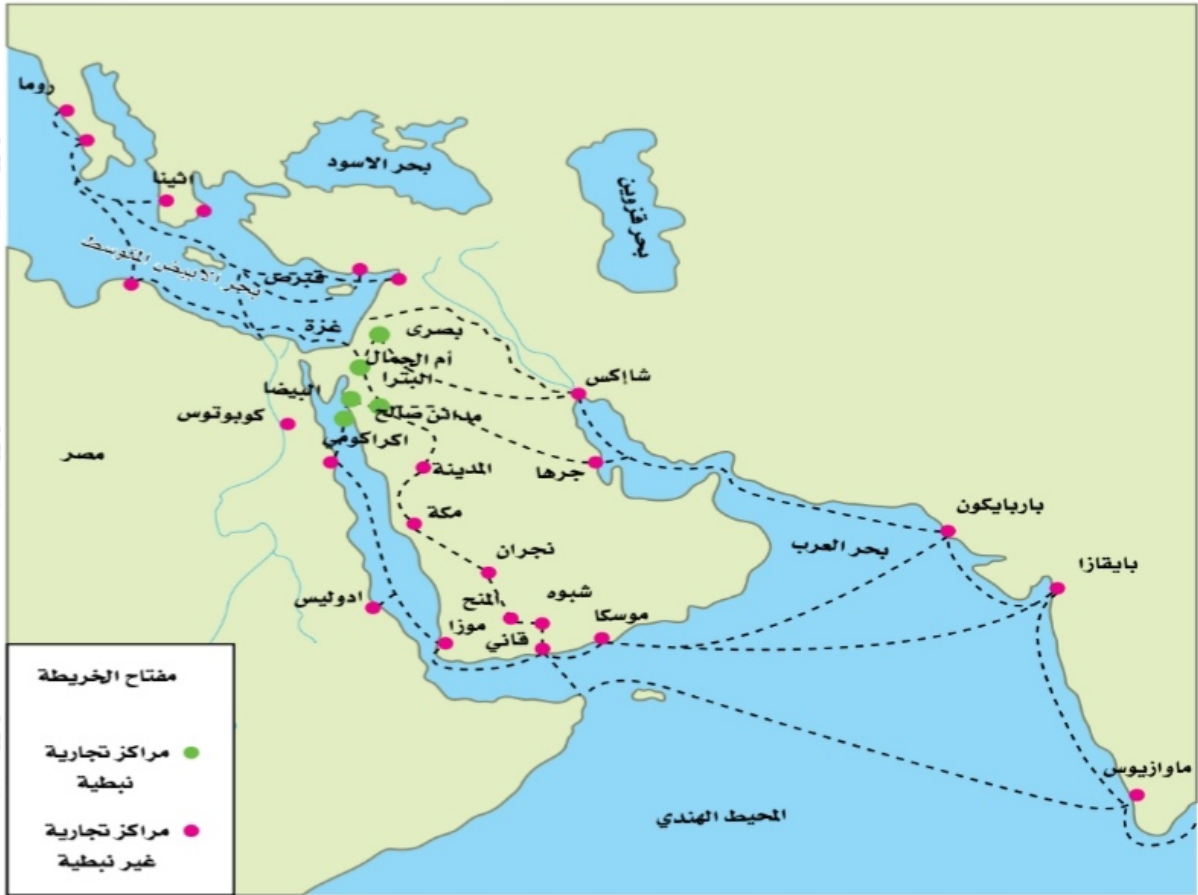 روما
بحر الاسود
بحر قزوين
اثينا
بحر الابيض المتوسط
قبرص
غزة
بصرى
أم الجمال
البترا
البيضا
مدائن صالح
كوبوتوس
اكراكومي
شاإكس
مصر
المدينة
جرها
مكة
باربايكون
بحر العرب
نجران
بايقازا
شبوه
المنح
ادوليس
موسكا
موزا
قاني
ماوازيوس
المحيط الهندي
مفتاح الخريطة
مراكز تجارية
نبطية
مراكز تجارية
غير نبطية